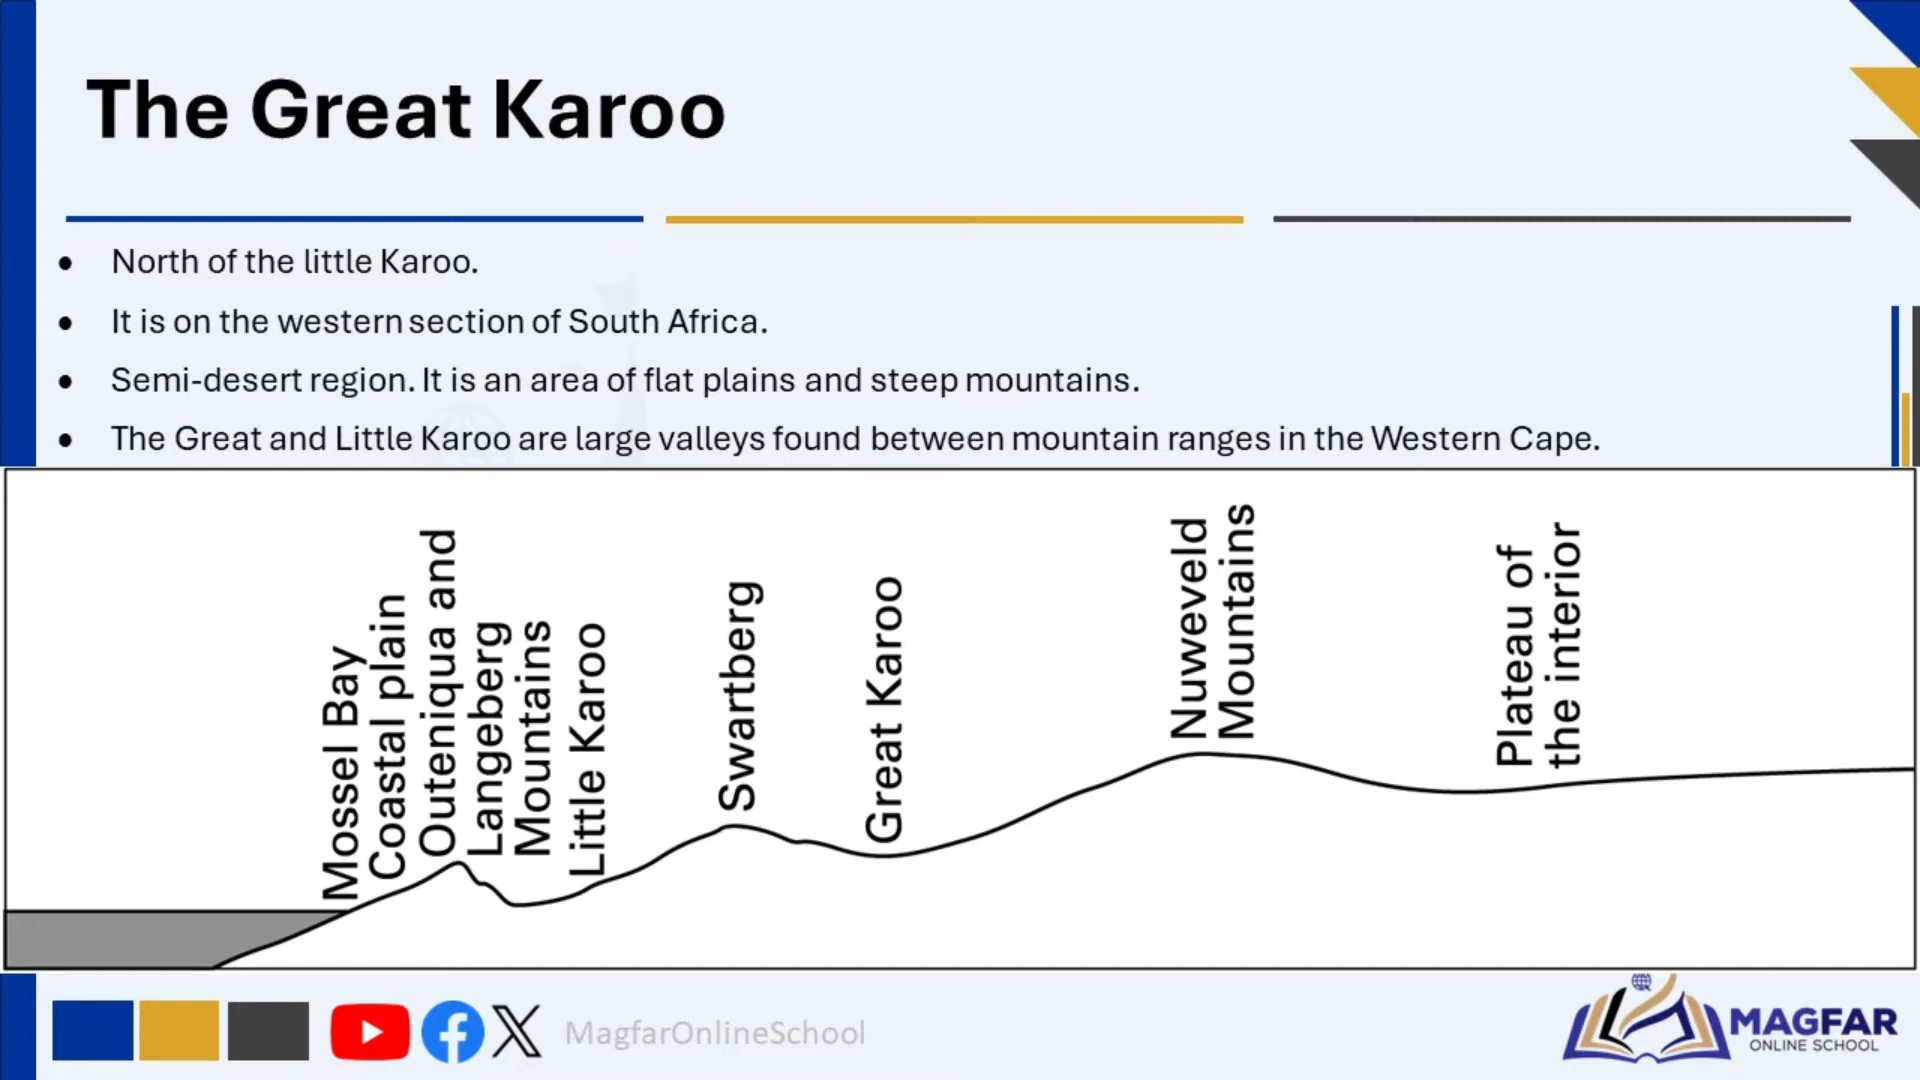 The Great Karoo
• North of the little Karoo.
• It is on the western section of South Africa.
• Semi-desert region. It is an area of flat plains and steep mountains.
• The Great and Little Karoo are large valleys found between mountain ranges in the Western Cape.
Mossel Bay
Coastal plain
Outeniqua and
Langeberg
Mountains
Little Karoo
Swartberg
Great Karoo
Nuweveld
Mountains
Plateau of
the interior
MagfarOnlineSchool
MAGFAR
ONLINE SCHOOL